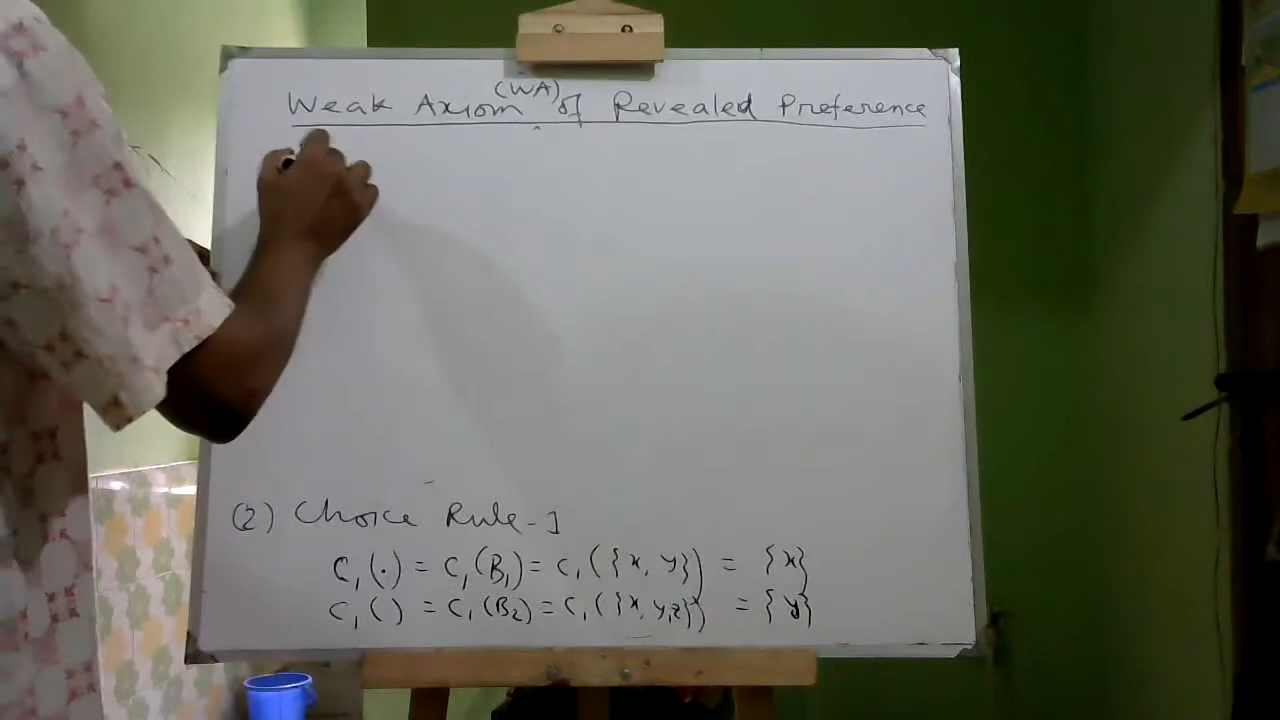 Weak Axiom (WA) of Revealed Preference
(2) Choice Rule - 1
C₁(·) = C₁(B₁) = C₁({x, y}) = {x}
C₁( ) = C₁(B₂) = C₁({x, y, z}) = {y}